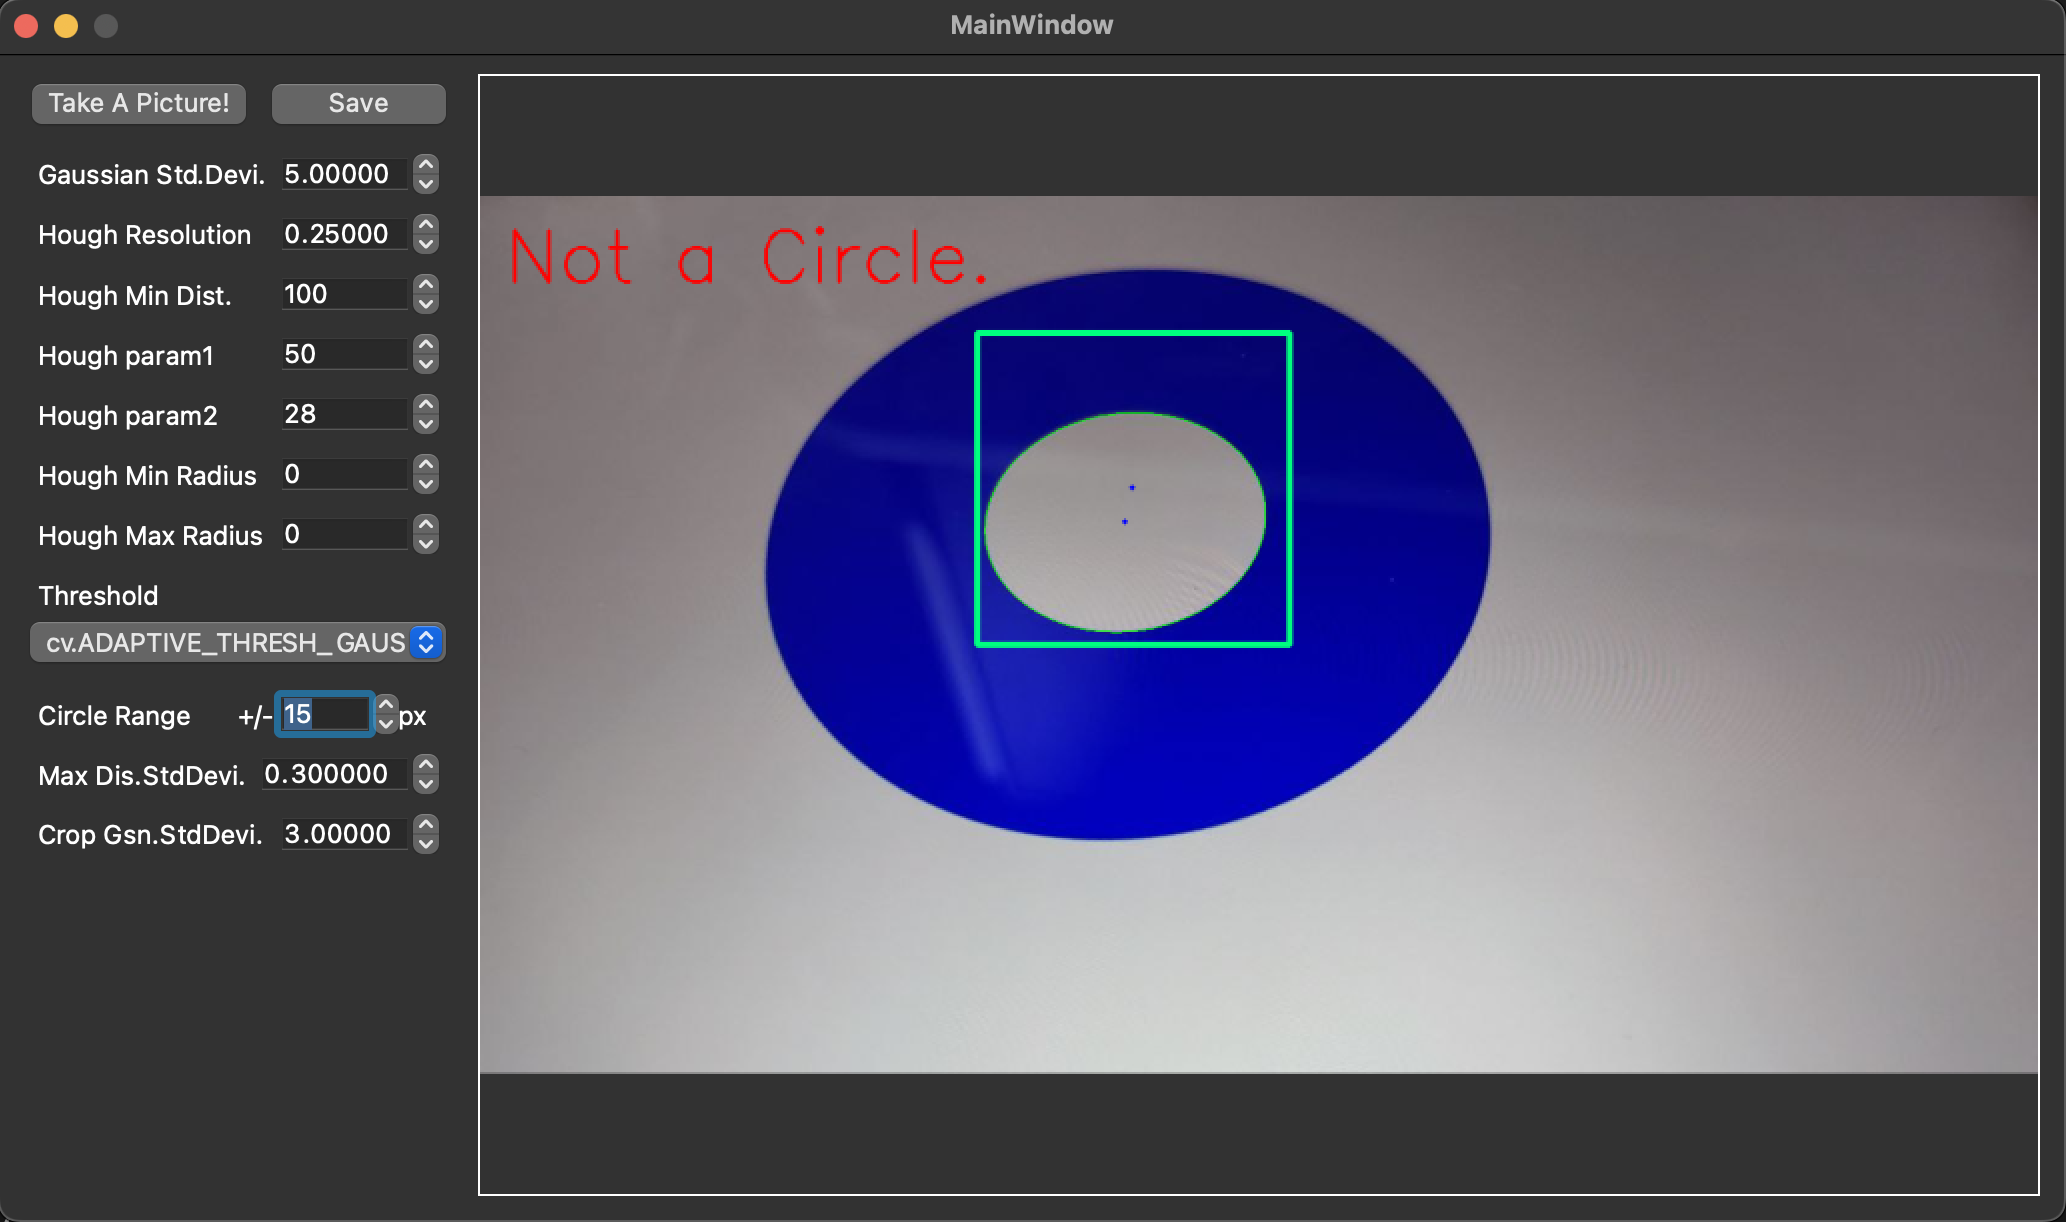 MainWindow
Take A Picture! Save
Gaussian Std.Devi. 5.00000
Hough Resolution 0.25000
Hough Min Dist. 100
Hough param1 50
Hough param2 28
Hough Min Radius 0
Hough Max Radius 0
Threshold
cv.ADAPTIVE_THRESH_GAUS
Circle Range +/- 15 px
Max Dis.StdDevi. 0.300000
Crop Gsn.StdDevi. 3.00000
Not a Circle.